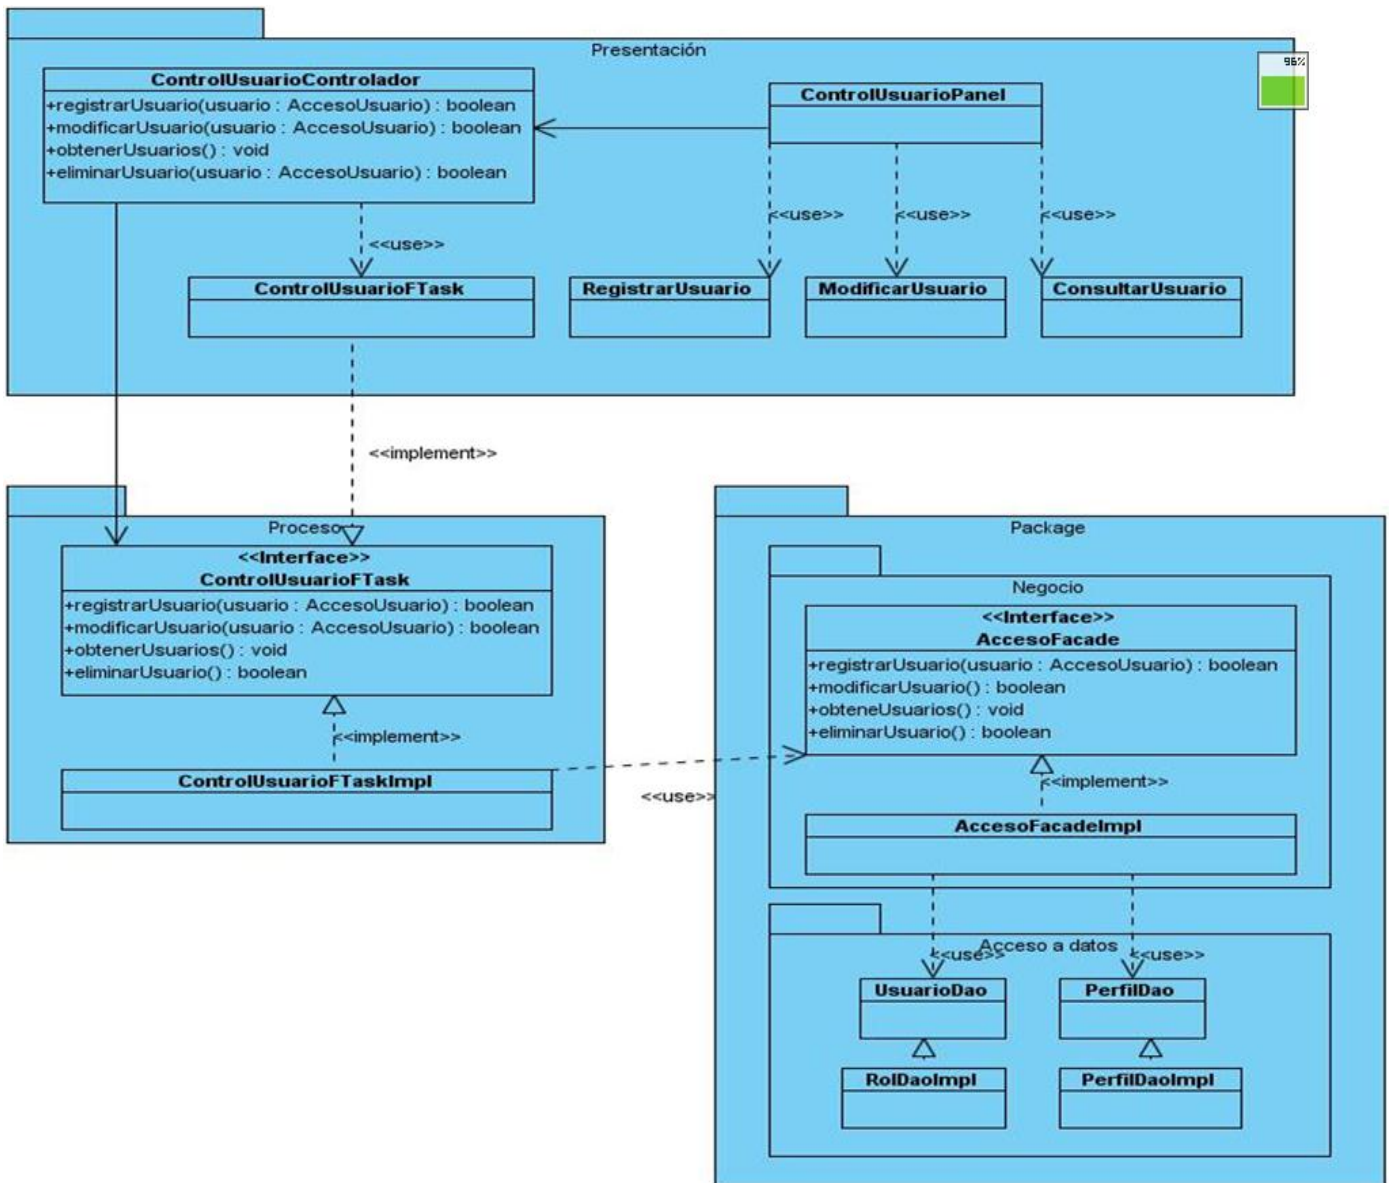 Presentación
96%
ControlUsuarioControlador
+registrarUsuario(usuario : AccesoUsuario) : boolean
+modificarUsuario(usuario : AccesoUsuario) : boolean
+obtenerUsuarios() : void
+eliminarUsuario(usuario : AccesoUsuario) : boolean
ControlUsuarioPanel
<<use>>
<<use>>
<<use>>
<<use>>
ControlUsuarioFTask
RegistrarUsuario
ModificarUsuario
ConsultarUsuario
<<implement>>
Proceso
<<Interface>>
ControlUsuarioFTask
+registrarUsuario(usuario : AccesoUsuario) : boolean
+modificarUsuario(usuario : AccesoUsuario) : boolean
+obtenerUsuarios() : void
+eliminarUsuario() : boolean
<<implement>>
ControlUsuarioFTaskImpl
<<use>>
Package
Negocio
<<Interface>>
AccesoFacade
+registrarUsuario(usuario : AccesoUsuario) : boolean
+modificarUsuario() : boolean
+obteneUsuarios() : void
+eliminarUsuario() : boolean
<<implement>>
AccesoFacadeImpl
Acceso a datos
<<use>>
<<use>>
UsuarioDao
PerfilDao
RolDaoImpl
PerfilDaoImpl